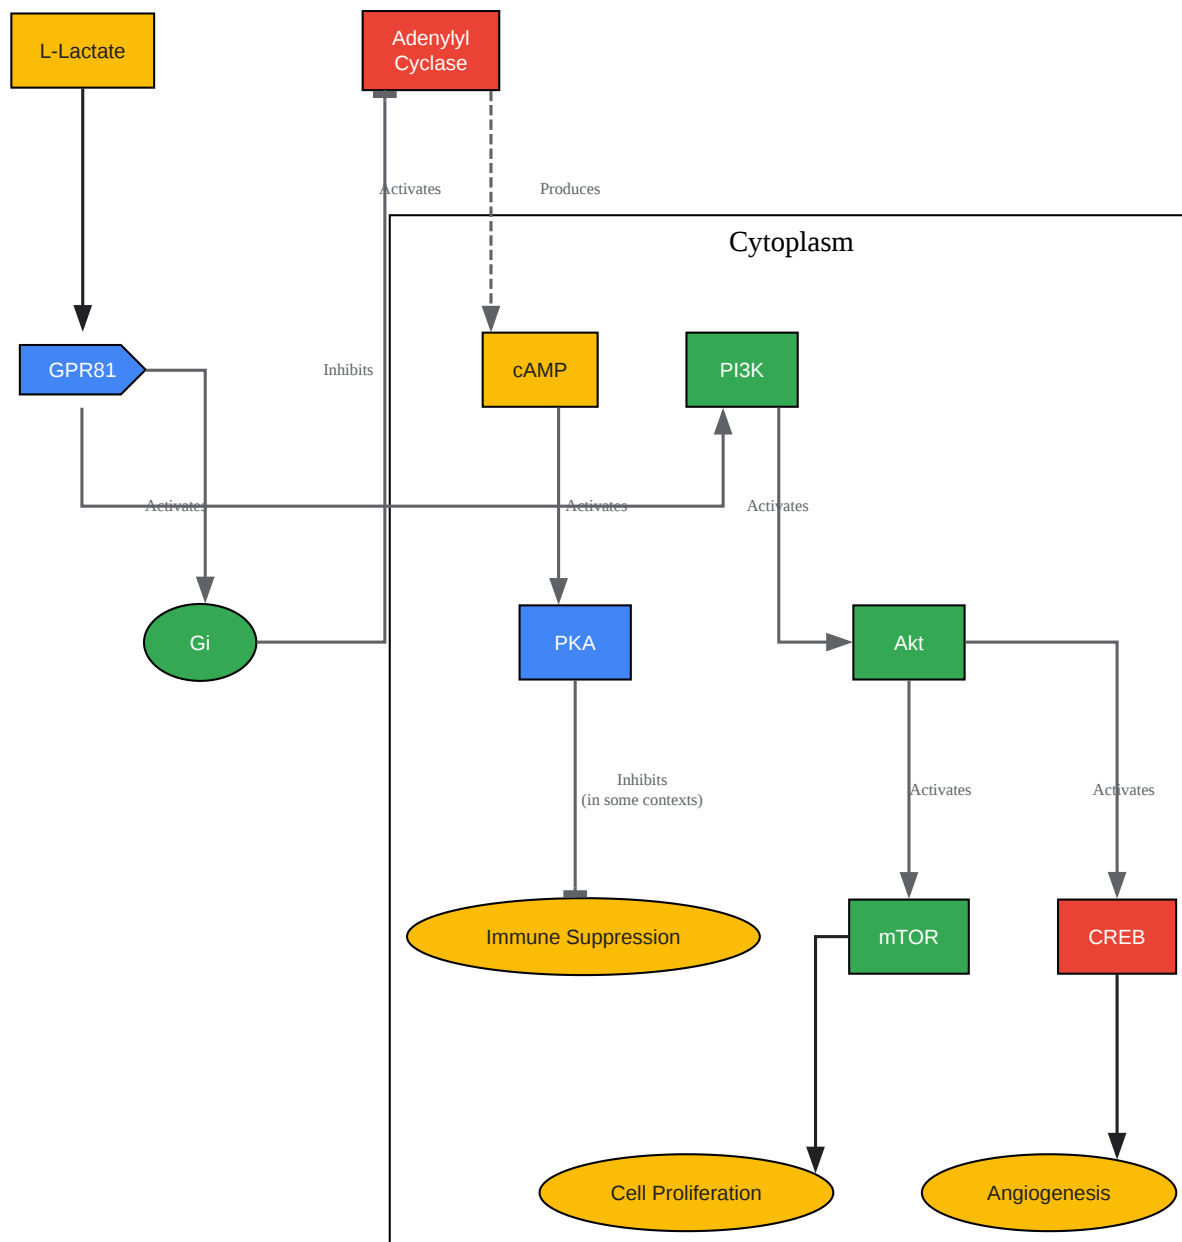 L-Lactate
Adenylyl
Cyclase
Activates
Produces
Cytoplasm
GPR81
Inhibits
cAMP
PI3K
Activates
Activates
Activates
Gi
PKA
Akt
Inhibits
(in some contexts)
Activates
Activates
Immune Suppression
mTOR
CREB
Cell Proliferation
Angiogenesis